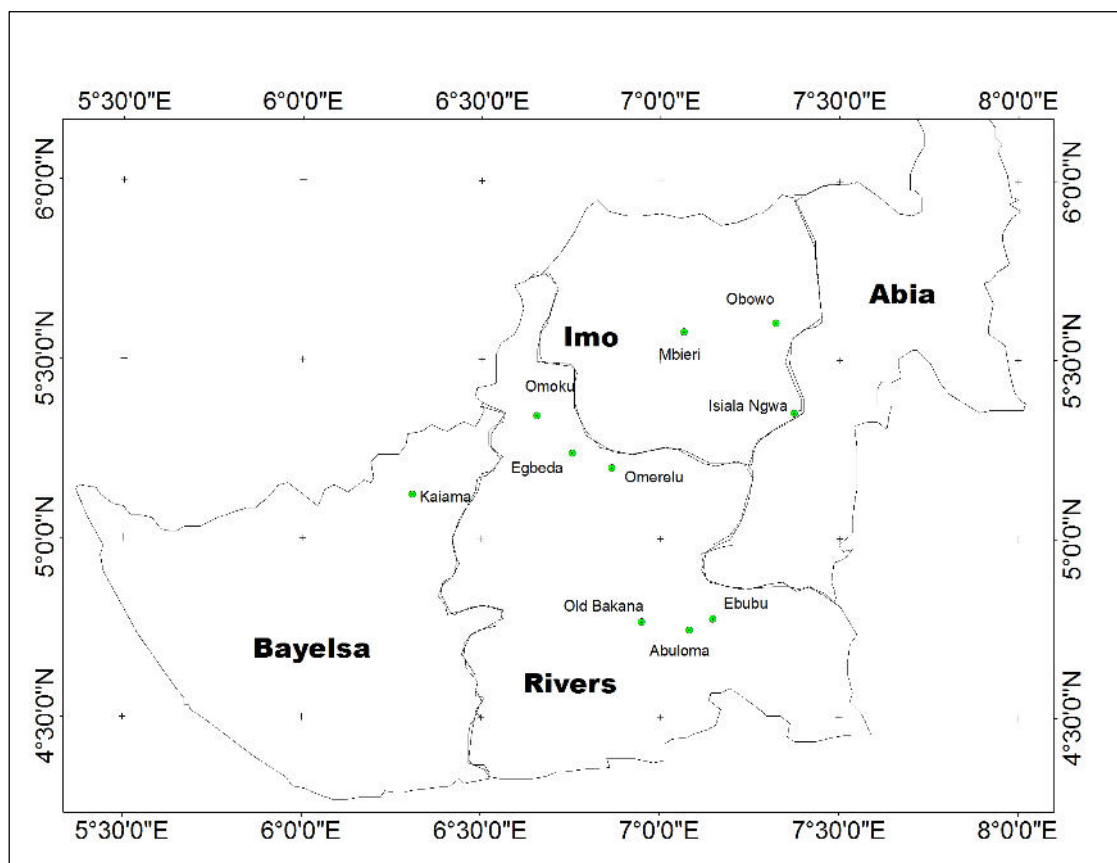 5°30'0"E 6°0'0"E 6°30'0"E 7°0'0"E 7°30'0"E 8°0'0"E
6°0'0"N 6°0'0"N
Abia
Obowo
Imo
Mbieri
5°30'0"N 5°30'0"N
Omoku
Isiala Ngwa
Egbeda
Omerelu
Kaiama
5°0'0"N 5°0'0"N
Old Bakana
Ebubu
Abuloma
Bayelsa
Rivers
4°30'0"N 4°30'0"N
5°30'0"E 6°0'0"E 6°30'0"E 7°0'0"E 7°30'0"E 8°0'0"E